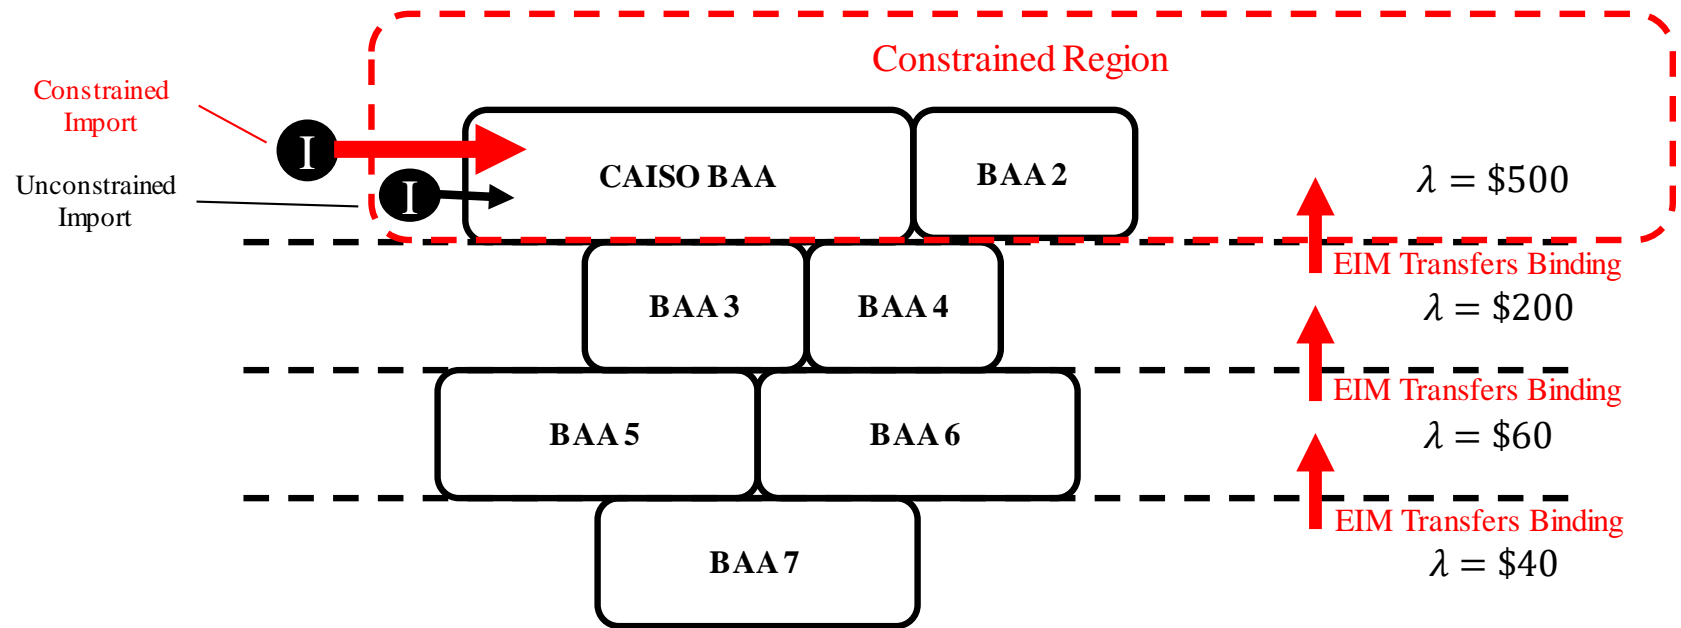 Constrained Region
Constrained
Import
I
Unconstrained
Import
I
CAISO BAA
BAA 2
λ = $500
EIM Transfers Binding
BAA 3
BAA 4
λ = $200
EIM Transfers Binding
BAA 5
BAA 6
λ = $60
EIM Transfers Binding
BAA 7
λ = $40